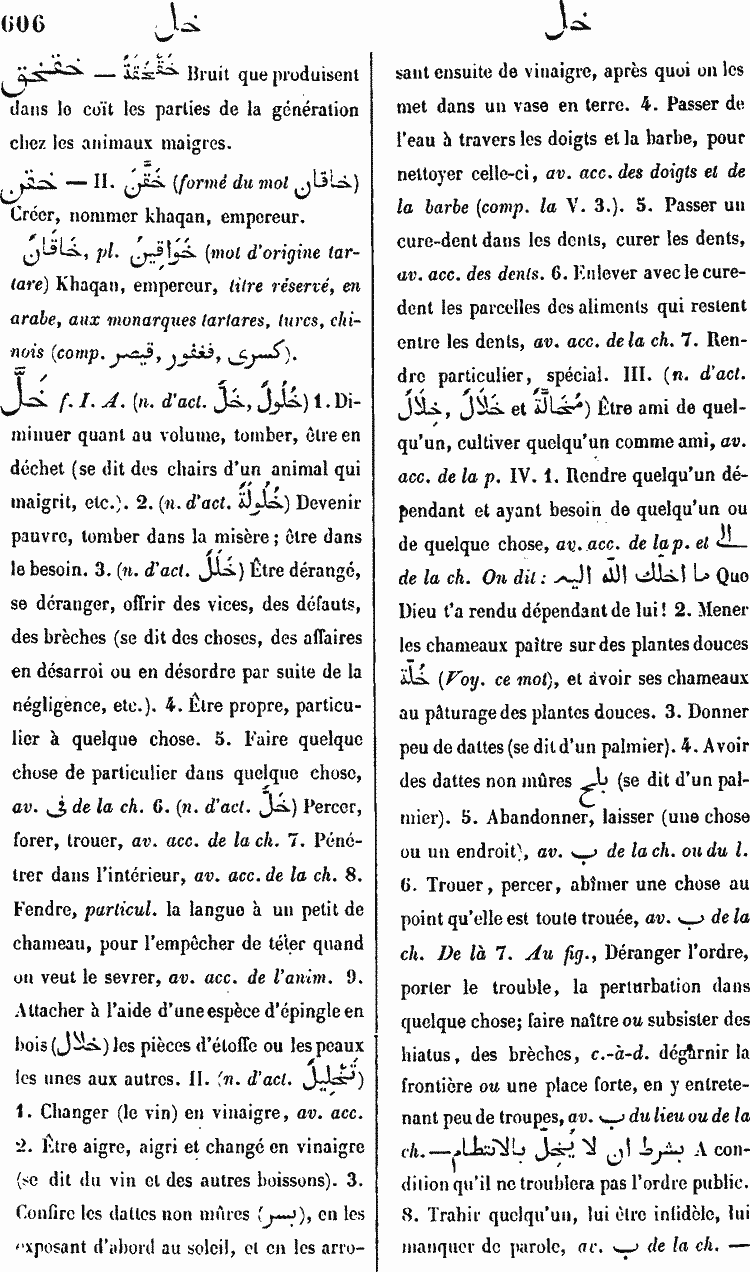 606
خل
خل
خقخق — خَقْخَقَةٌ Bruit que produisent
dans le coït les parties de la génération
chez les animaux maigres.
خقن — II. خَقَّنَ (formé du mot خاقان)
Créer, nommer khaqan, empereur.
خَاقَانٌ, pl. خَوَاقِينُ (mot d'origine tar-
tare) Khaqan, empereur, titre réservé, en
arabe, aux monarques tartares, turcs, chi-
nois (comp. كسرى, فغفور, قيصر).
خَلَّ f. I. A. (n. d'act. خَلٌّ, خُلُولٌ) 1. Di-
minuer quant au volume, tomber, être en
déchet (se dit des chairs d'un animal qui
maigrit, etc.). 2. (n. d'act. خُلُولَةٌ) Devenir
pauvre, tomber dans la misère; être dans
le besoin. 3. (n. d'act. خَلَلٌ) Être dérangé,
se déranger, offrir des vices, des défauts,
des brèches (se dit des choses, des affaires
en désarroi ou en désordre par suite de la
négligence, etc.). 4. Être propre, particu-
lier à quelque chose. 5. Faire quelque
chose de particulier dans quelque chose,
av. فى de la ch. 6. (n. d'act. خَلٌّ) Percer,
forer, trouer, av. acc. de la ch. 7. Péné-
trer dans l'intérieur, av. acc. de la ch. 8.
Fendre, particul. la langue à un petit de
chameau, pour l'empêcher de téter quand
on veut le sevrer, av. acc. de l'anim. 9.
Attacher à l'aide d'une espèce d'épingle en
bois (خلال) les pièces d'étoffe ou les peaux
les unes aux autres. II. (n. d'act. تَخْلِيلٌ)
1. Changer (le vin) en vinaigre, av. acc.
2. Être aigre, aigri et changé en vinaigre
(se dit du vin et des autres boissons). 3.
Confire les dattes non mûres (بسر), en les
exposant d'abord au soleil, et en les arro-
sant ensuite de vinaigre, après quoi on les
met dans un vase en terre. 4. Passer de
l'eau à travers les doigts et la barbe, pour
nettoyer celle-ci, av. acc. des doigts et de
la barbe (comp. la V. 3.). 5. Passer un
cure-dent dans les dents, curer les dents,
av. acc. des dents. 6. Enlever avec le cure-
dent les parcelles des aliments qui restent
entre les dents, av. acc. de la ch. 7. Ren-
dre particulier, spécial. III. (n. d'act.
خِلَالٌ, خَلَالٌ et مُخَالَّةٌ) Être ami de quel-
qu'un, cultiver quelqu'un comme ami, av.
acc. de la p. IV. 1. Rendre quelqu'un dé-
pendant et ayant besoin de quelqu'un ou
de quelque chose, av. acc. de la p. et الى
de la ch. On dit : ما اخلك الله اليه Que
Dieu t'a rendu dépendant de lui! 2. Mener
les chameaux paître sur des plantes douces
خُلَّة (Voy. ce mot), et avoir ses chameaux
au pâturage des plantes douces. 3. Donner
peu de dattes (se dit d'un palmier). 4. Avoir
des dattes non mûres بلح (se dit d'un pal-
mier). 5. Abandonner, laisser (une chose
ou un endroit), av. ب de la ch. ou du l.
6. Trouer, percer, abîmer une chose au
point qu'elle est toute trouée, av. ب de la
ch. De là 7. Au fig., Déranger l'ordre,
porter le trouble, la perturbation dans
quelque chose; faire naître ou subsister des
hiatus, des brèches, c.-à-d. dégarnir la
frontière ou une place forte, en y entrete-
nant peu de troupes, av. ب du lieu ou de la
ch. — بشرط ان لا يُخِلَّ بالانتظام A con-
dition qu'il ne troublera pas l'ordre public.
8. Trahir quelqu'un, lui être infidèle, lui
manquer de parole, av. ب de la ch. —